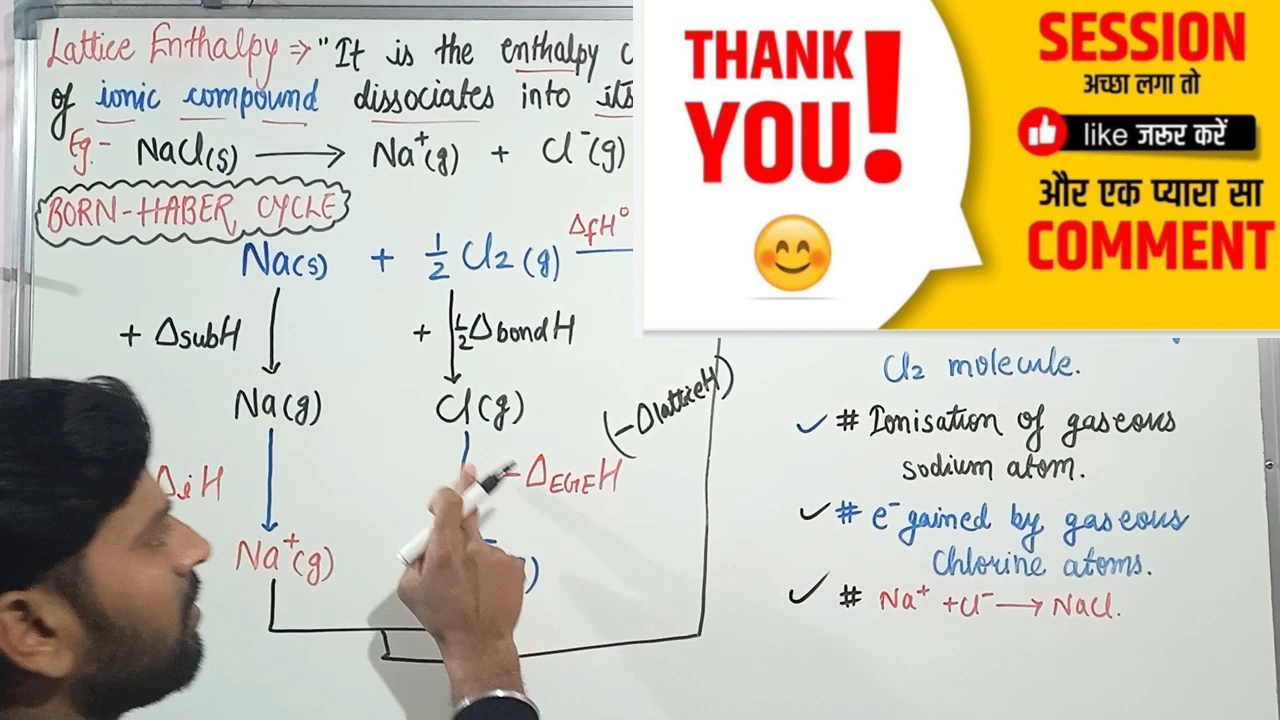 Lattice Enthalpy ⇒ "It is the enthalpy
of ionic compound dissociates into its
Eg.- NaCl(s) ⟶ Na⁺(g) + Cl⁻(g)
BORN-HABER CYCLE
ΔfH°
Na(s) + ½ Cl2 (g)
+ ΔsubH
+ ½ ΔbondH
Na(g)
Cl(g)
(-ΔlatticeH)
ΔiH
- ΔEGEH
Na⁺(g)
THANK
YOU!
SESSION
अच्छा लगा तो
like जरूर करें
और एक प्यारा सा
COMMENT
Cl2 molecule.
✓ # Ionisation of gaseous
sodium atom.
✓ # e⁻ gained by gaseous
Chlorine atoms.
✓ # Na⁺ + Cl⁻ ⟶ NaCl.